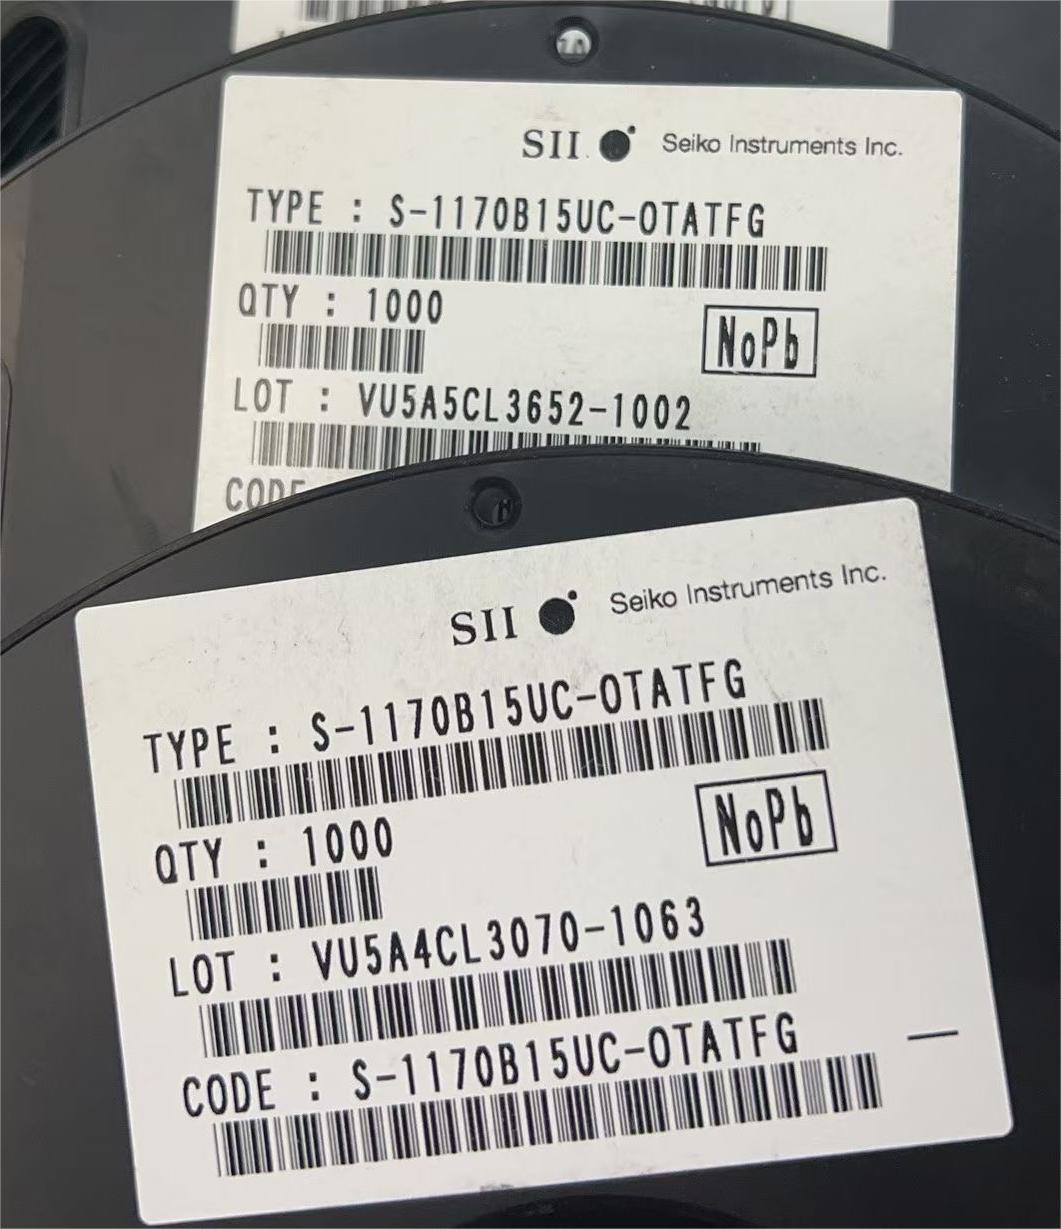 SII Seiko Instruments Inc.
TYPE : S-1170B15UC-OTATFG
QTY : 1000
NoPb
LOT : VU5A5CL3652-1002
CODE
SII Seiko Instruments Inc.
TYPE : S-1170B15UC-OTATFG
QTY : 1000
NoPb
LOT : VU5A4CL3070-1063
CODE : S-1170B15UC-OTATFG